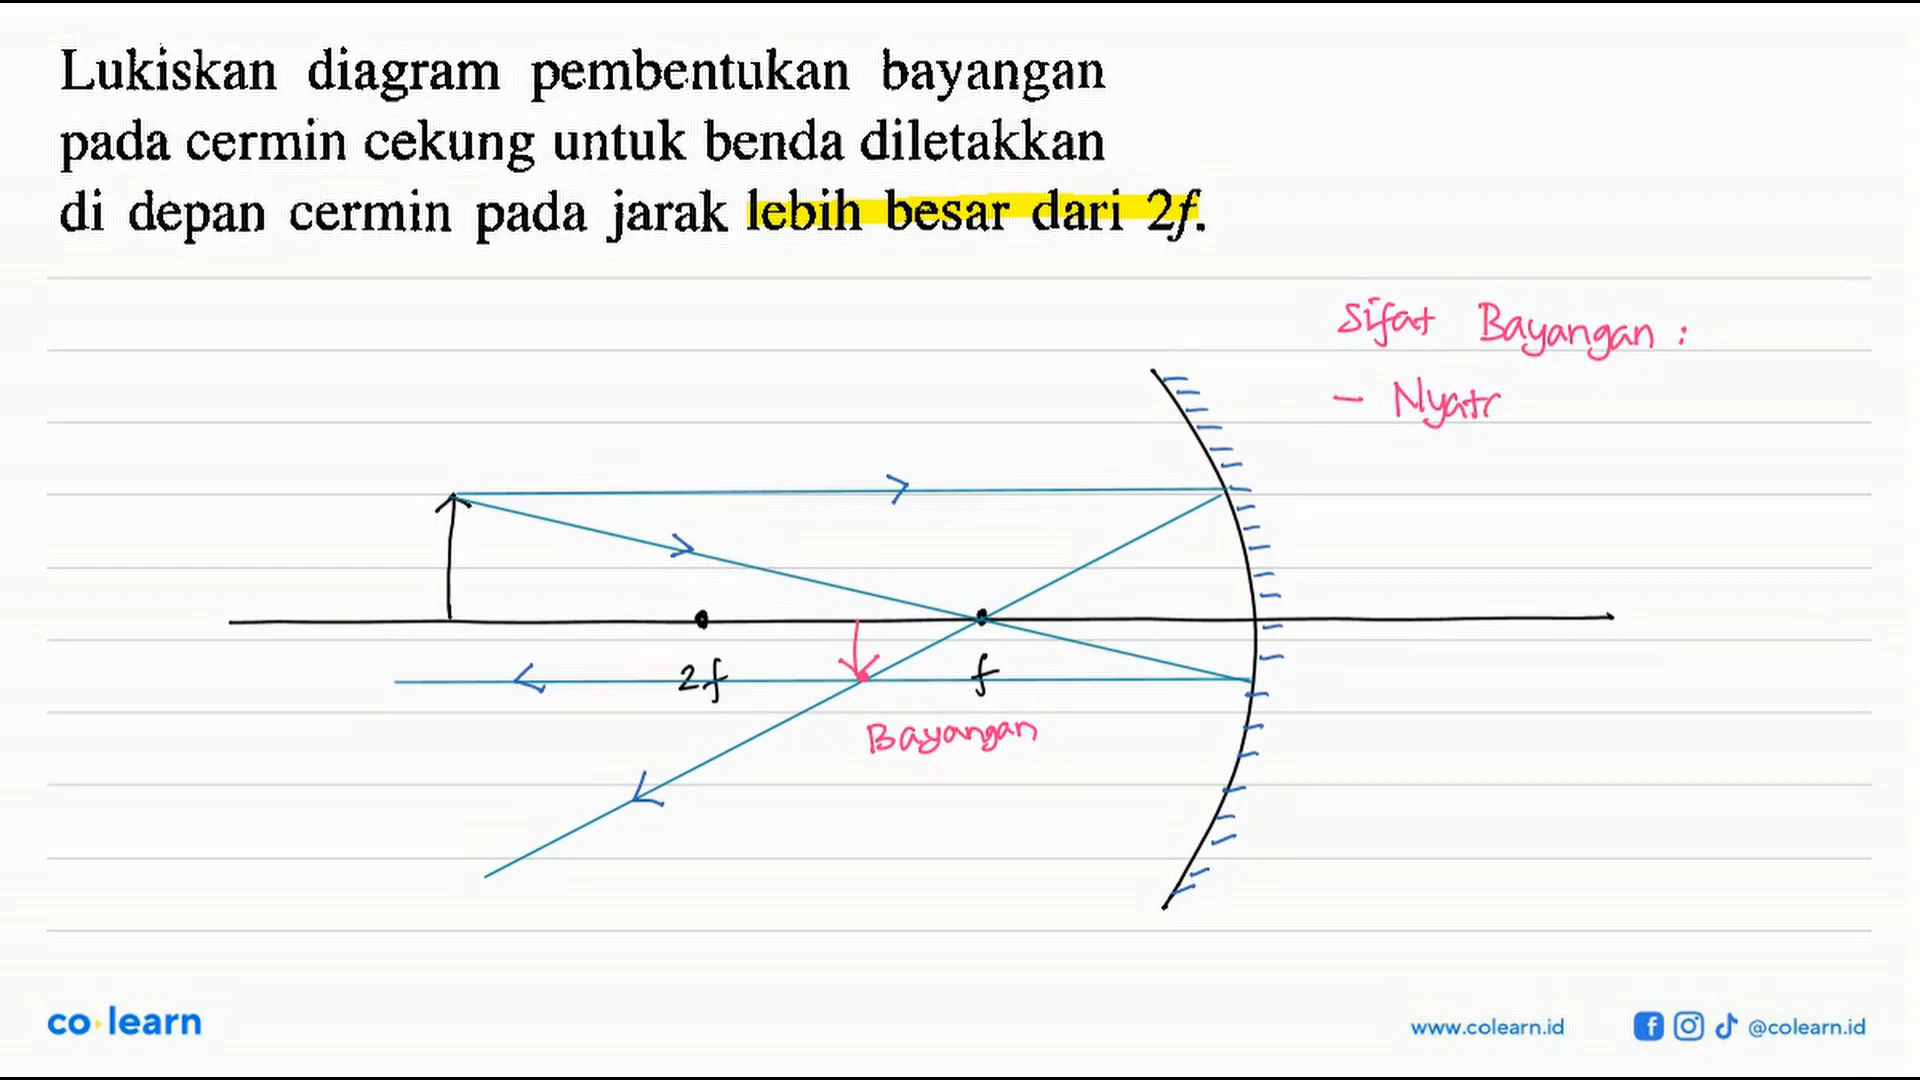 Lukiskan diagram pembentukan bayangan
pada cermin cekung untuk benda diletakkan
di depan cermin pada jarak lebih besar dari 2f.
Sifat Bayangan :
- Nyatr
2f
f
Bayangan
co learn
www.colearn.id
@colearn.id